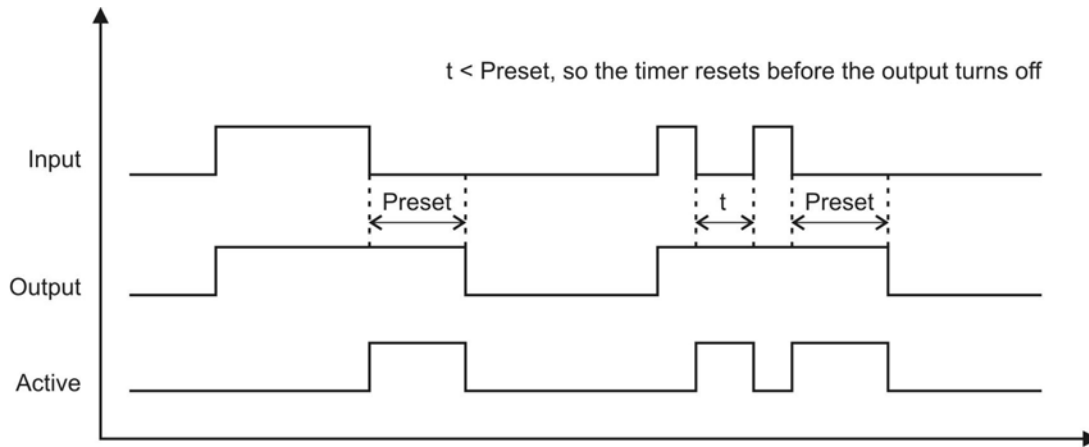 t < Preset, so the timer resets before the output turns off
Input
Preset
t
Preset
Output
Active